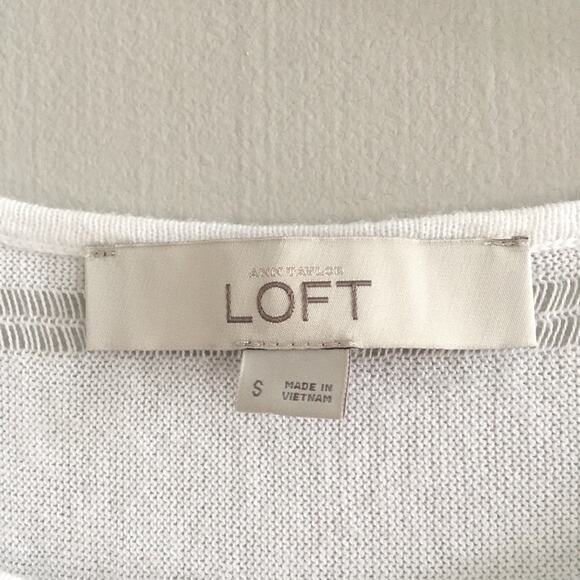 ANN TAYLOR
LOFT
S
MADE IN
VIETNAM